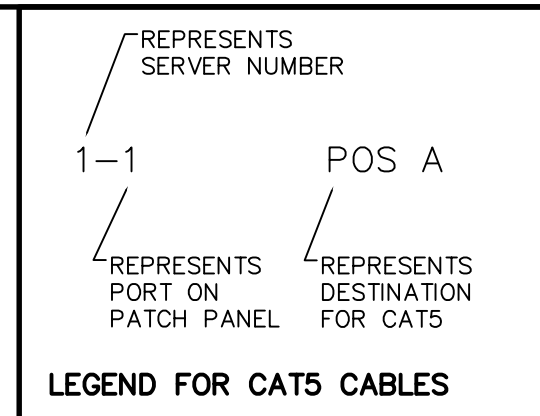 REPRESENTS
SERVER NUMBER
1-1 POS A
REPRESENTS
PORT ON
PATCH PANEL
REPRESENTS
DESTINATION
FOR CAT5
LEGEND FOR CAT5 CABLES